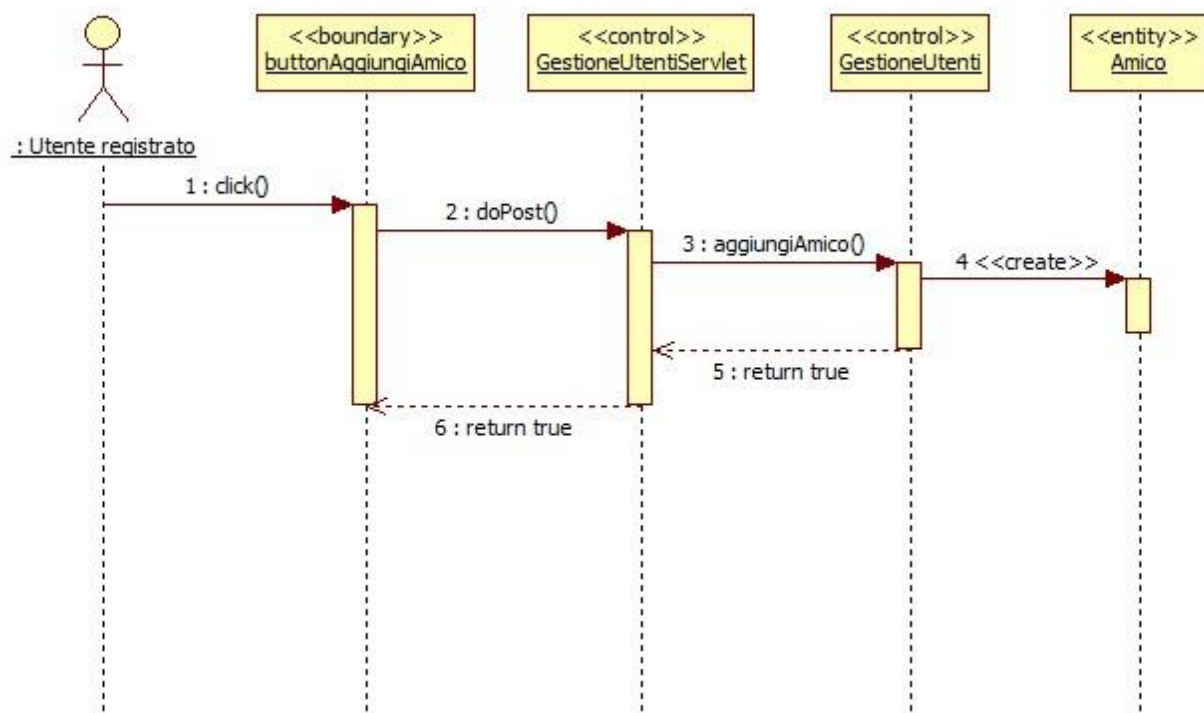 <<boundary>>
buttonAggiungiAmico
<<control>>
GestioneUtentiServlet
<<control>>
GestioneUtenti
<<entity>>
Amico
: Utente registrato
1 : click()
2 : doPost()
3 : aggiungiAmico()
4 <<create>>
5 : return true
6 : return true